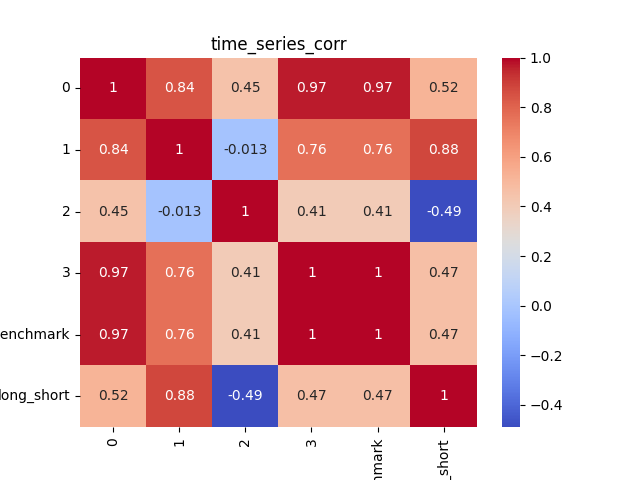 time_series_corr
0 1 0.84 0.45 0.97 0.97 0.52
1 0.84 1 -0.013 0.76 0.76 0.88
2 0.45 -0.013 1 0.41 0.41 -0.49
3 0.97 0.76 0.41 1 1 0.47
enchmark 0.97 0.76 0.41 1 1 0.47
long_short 0.52 0.88 -0.49 0.47 0.47 1
0 1 2 3 hmark _short
1.0
0.8
0.6
0.4
0.2
0.0
−0.2
−0.4